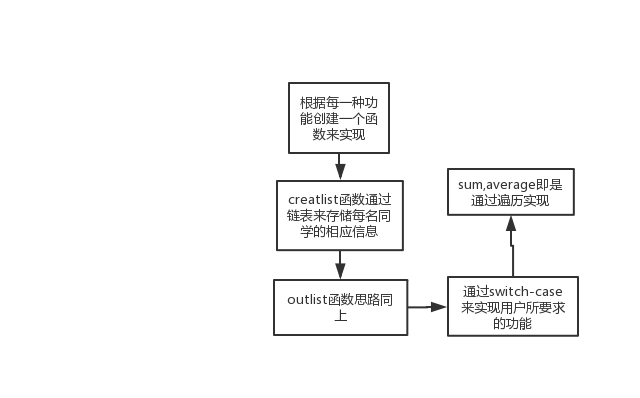 根据每一种功
能创建一个函
数来实现
creatlist函数通过
链表来存储每名同
学的相应信息
outlist函数思路同
上
通过switch-case
来实现用户所要求
的功能
sum,average即是
通过遍历实现